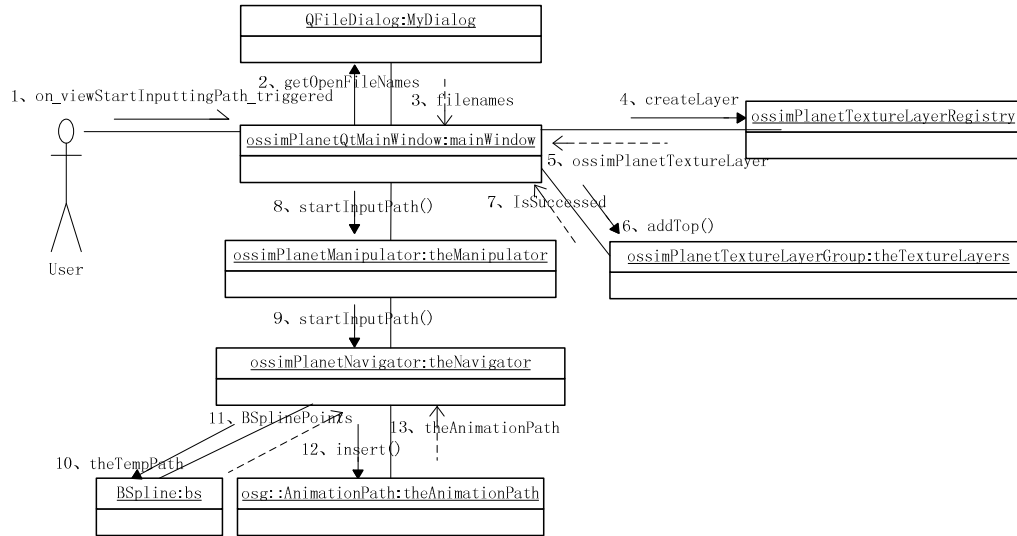 QFileDialog:MyDialog
2、getOpenFileNames
1、on_viewStartInputtingPath_triggered
3、filenames
4、createLayer
ossimPlanetTextureLayerRegistry
ossimPlanetQtMainWindow:mainWindow
5、ossimPlanetTextureLayer
7、IsSuccessed
8、startInputPath()
6、addTop()
ossimPlanetManipulator:theManipulator
ossimPlanetTextureLayerGroup:theTextureLayers
User
9、startInputPath()
ossimPlanetNavigator:theNavigator
11、BSplinePoints
13、theAnimationPath
12、insert()
10、theTempPath
BSpline:bs
osg::AnimationPath:theAnimationPath